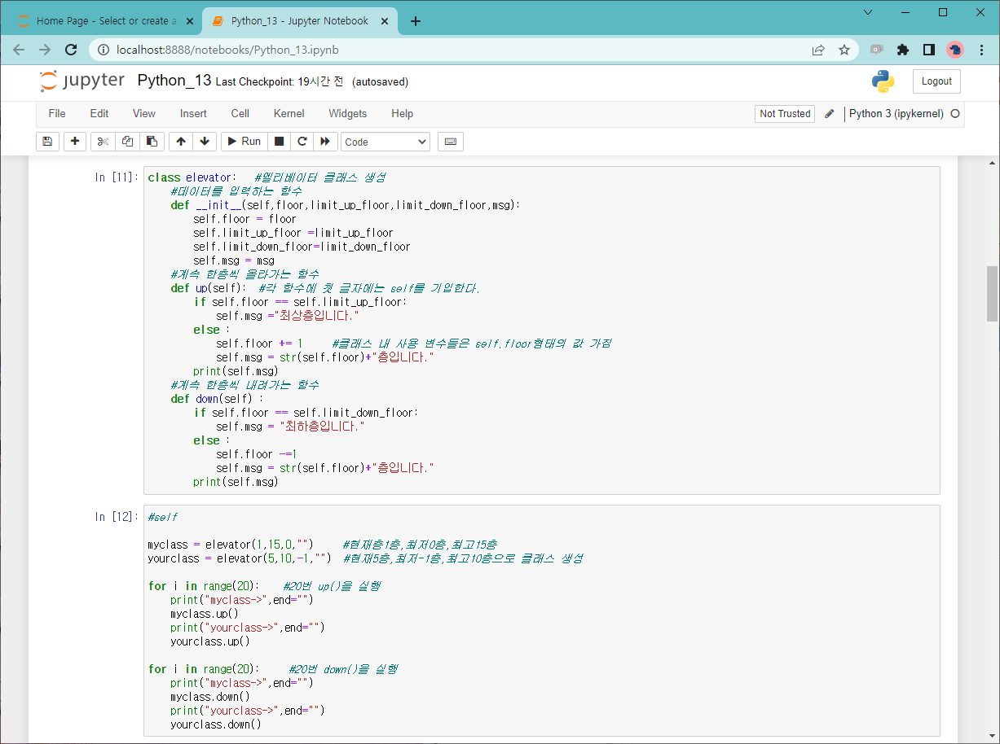 Home Page - Select or create a
Python_13 - Jupyter Notebook
localhost:8888/notebooks/Python_13.ipynb
jupyter Python_13 Last Checkpoint: 19시간 전 (autosaved)
Logout
File Edit View Insert Cell Kernel Widgets Help
Not Trusted
Python 3 (ipykernel)
Run
Code
In [11]:
class elevator:   #엘리베이터 클래스 생성
    #데이터를 입력하는 함수
    def __init__(self,floor,limit_up_floor,limit_down_floor,msg):
        self.floor = floor
        self.limit_up_floor =limit_up_floor
        self.limit_down_floor=limit_down_floor
        self.msg = msg
    #계속 한층씩 올라가는 함수
    def up(self):  #각 함수에 첫 글자에는 self를 기입한다.
        if self.floor == self.limit_up_floor:
            self.msg ="최상층입니다."
        else :
            self.floor += 1     #클래스 내 사용 변수들은 self.floor형태의 값 가짐
            self.msg = str(self.floor)+"층입니다."
        print(self.msg)
    #계속 한층씩 내려가는 함수
    def down(self) :
        if self.floor == self.limit_down_floor:
            self.msg = "최하층입니다."
        else :
            self.floor -=1
            self.msg = str(self.floor)+"층입니다."
        print(self.msg)
In [12]:
#self
myclass = elevator(1,15,0,"")     #현재층1층,최저0층,최고15층
yourclass = elevator(5,10,-1,"")  #현재5층,최저-1층,최고10층으로 클래스 생성
for i in range(20):    #20번 up()을 실행
    print("myclass->",end="")
    myclass.up()
    print("yourclass->",end="")
    yourclass.up()
for i in range(20):     #20번 down()을 실행
    print("myclass->",end="")
    myclass.down()
    print("yourclass->",end="")
    yourclass.down()